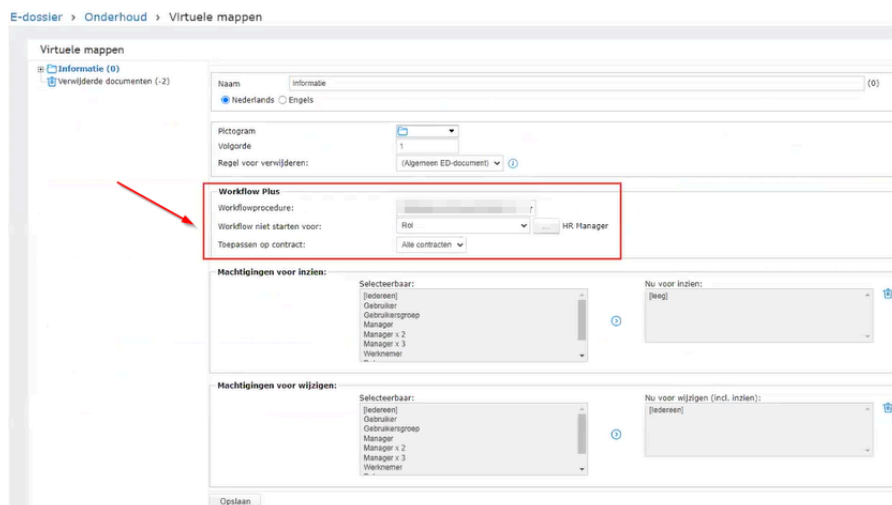 E-dossier > Onderhoud > Virtuele mappen
Virtuele mappen
Informatie (0)
Verwijderde documenten (-2)
Naam Informatie (0)
Nederlands Engels
Pictogram
Volgorde 1
Regel voor verwijderen: (Algemeen ED-document)
Workflow Plus
Workflowprocedure:
Workflow niet starten voor: Rol ... HR Manager
Toepassen op contract: Alle contracten
Machtigingen voor inzien:
Selecteerbaar: Nu voor inzien:
[Iedereen] [leeg]
Gebruiker
Gebruikersgroep
Manager
Manager x 2
Manager x 3
Werknemer
Machtigingen voor wijzigen:
Selecteerbaar: Nu voor wijzigen (incl. inzien):
[Iedereen] [Iedereen]
Gebruiker
Gebruikersgroep
Manager
Manager x 2
Manager x 3
Werknemer
Opslaan